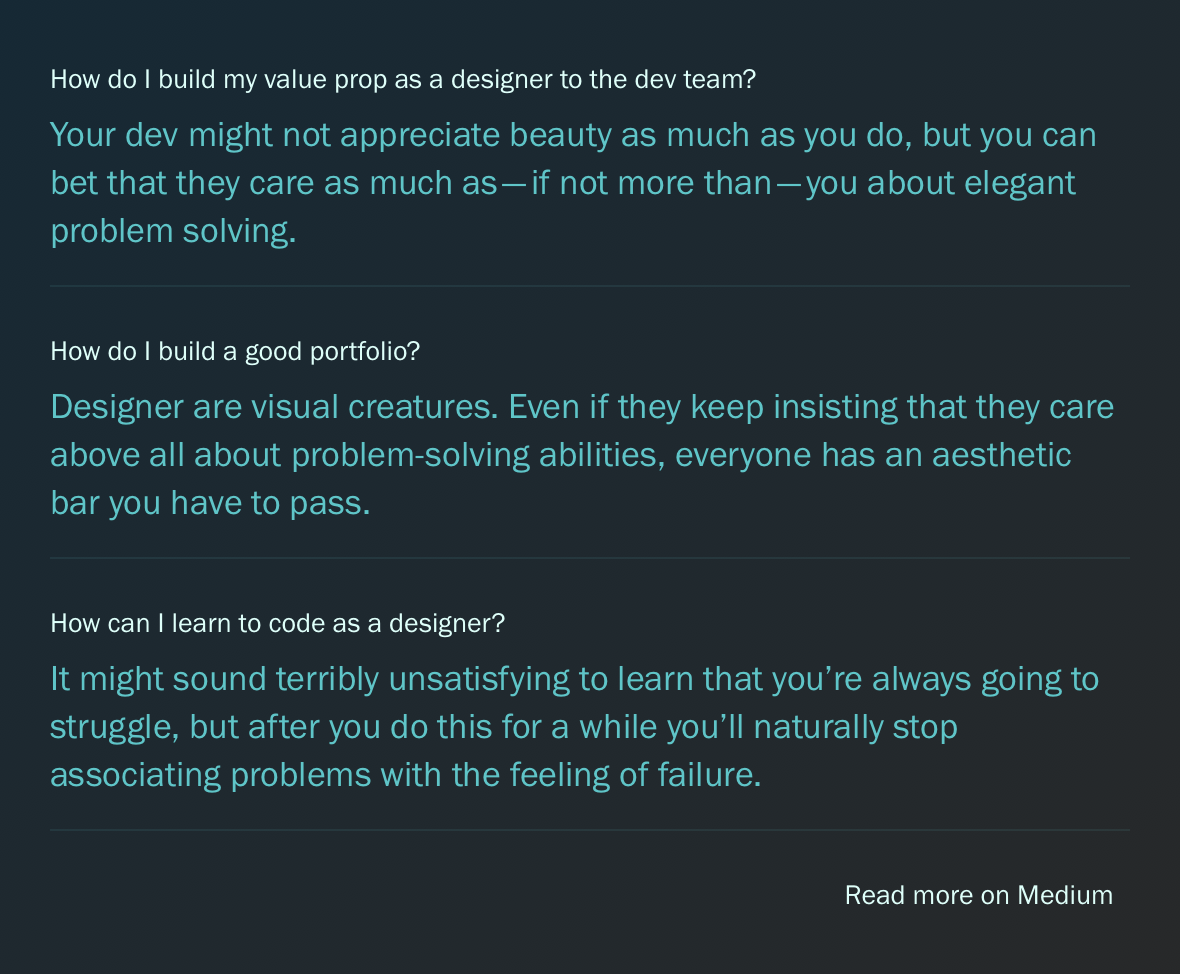 How do I build my value prop as a designer to the dev team?
Your dev might not appreciate beauty as much as you do, but you can
bet that they care as much as — if not more than — you about elegant
problem solving.
How do I build a good portfolio?
Designer are visual creatures. Even if they keep insisting that they care
above all about problem-solving abilities, everyone has an aesthetic
bar you have to pass.
How can I learn to code as a designer?
It might sound terribly unsatisfying to learn that you’re always going to
struggle, but after you do this for a while you’ll naturally stop
associating problems with the feeling of failure.
Read more on Medium